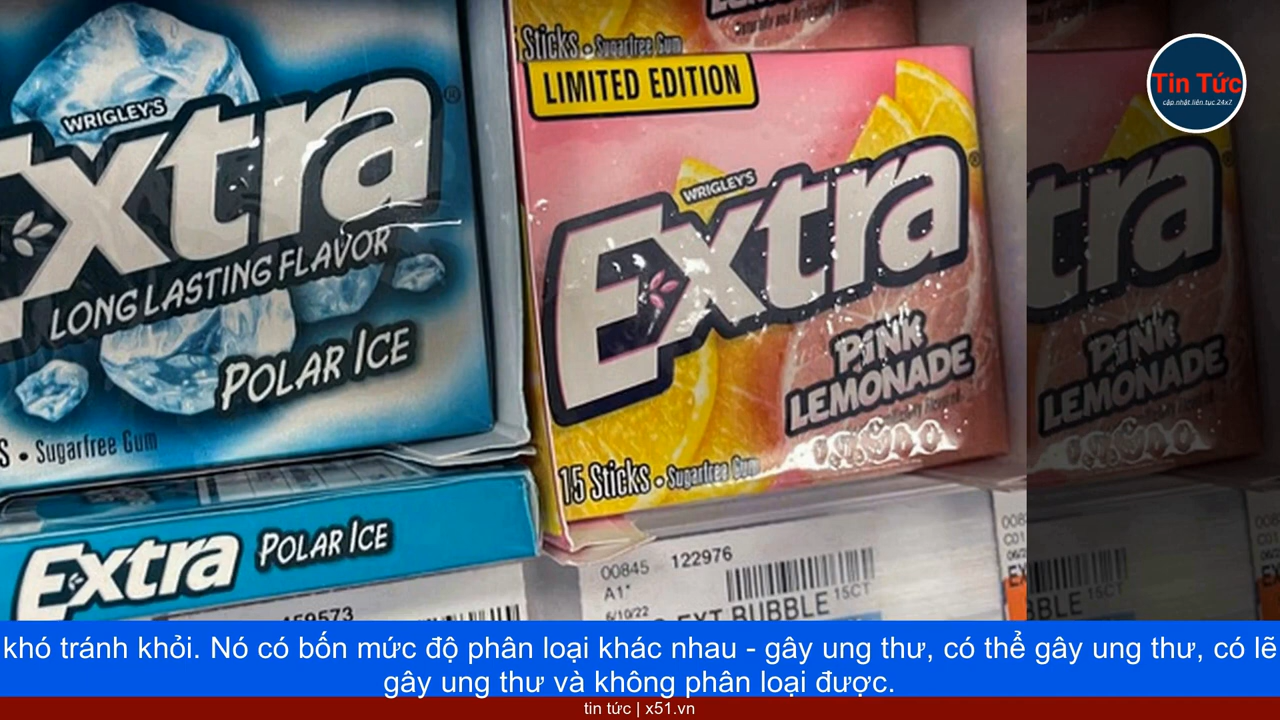 Sticks • Sugarfree Gum
LIMITED EDITION
WRIGLEY'S
Extra®
LONG LASTING FLAVOR
POLAR ICE
S • Sugarfree Gum
WRIGLEY'S
Extra®
PINK
LEMONADE
15 Sticks • Sugarfree Gum
Extra POLAR ICE
00845 122976
A1*
6/10/22
EXT BUBBLE 15CT
tra
PINK
LEMONADE
BBLE 15CT
Tin Tức
cập nhật liên tục 24x7
khó tránh khỏi. Nó có bốn mức độ phân loại khác nhau - gây ung thư, có thể gây ung thư, có lẽ
gây ung thư và không phân loại được.
tin tức | x51.vn